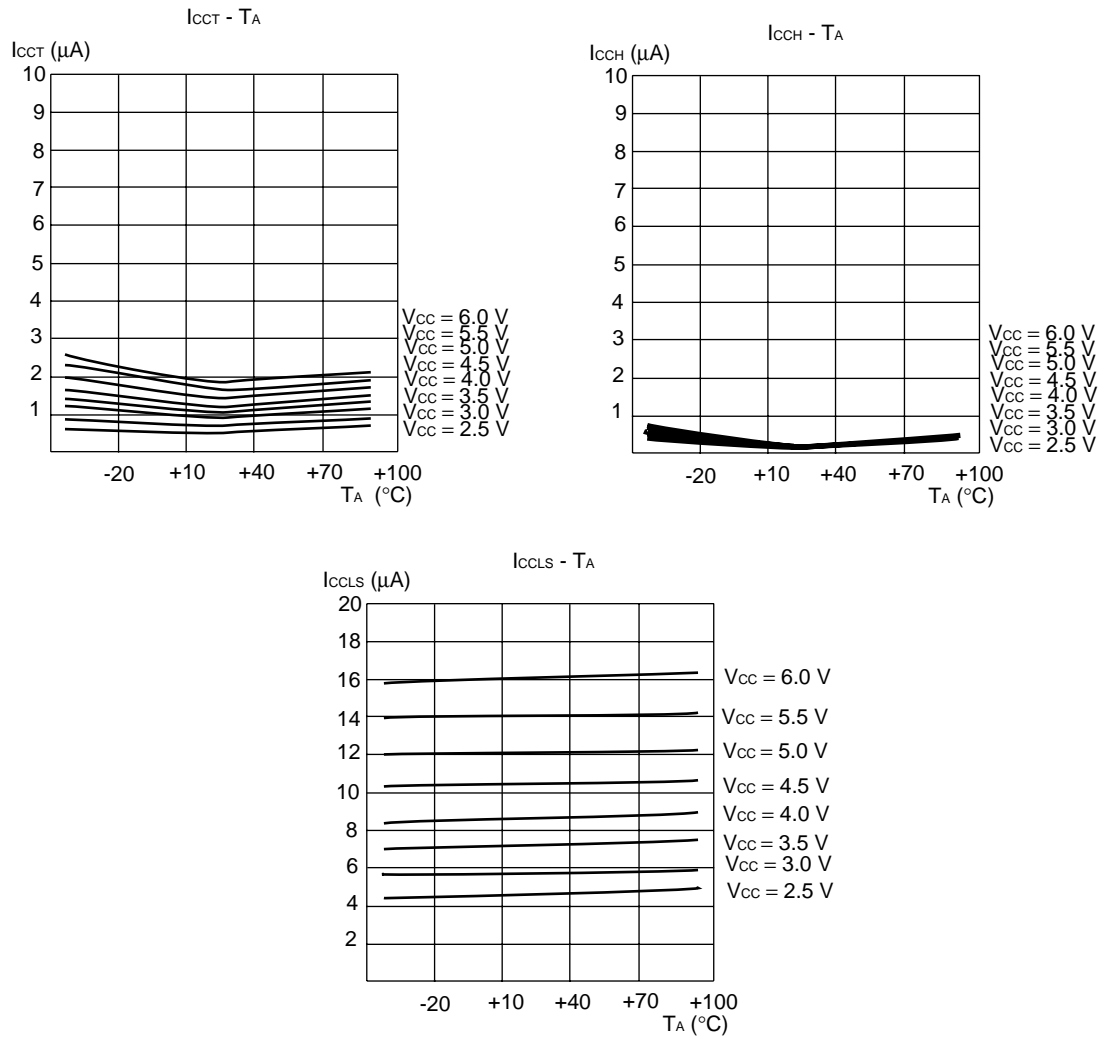 ICCT - TA
ICCT (µA)
10
9
8
7
6
5
4
3
2
1
VCC = 6.0 V
VCC = 5.5 V
VCC = 5.0 V
VCC = 4.5 V
VCC = 4.0 V
VCC = 3.5 V
VCC = 3.0 V
VCC = 2.5 V
-20 +10 +40 +70 +100
TA (°C)
ICCH - TA
ICCH (µA)
10
9
8
7
6
5
4
3
2
1
VCC = 6.0 V
VCC = 5.5 V
VCC = 5.0 V
VCC = 4.5 V
VCC = 4.0 V
VCC = 3.5 V
VCC = 3.0 V
VCC = 2.5 V
-20 +10 +40 +70 +100
TA (°C)
ICCLS - TA
ICCLS (µA)
20
18
16
14
12
10
8
6
4
2
VCC = 6.0 V
VCC = 5.5 V
VCC = 5.0 V
VCC = 4.5 V
VCC = 4.0 V
VCC = 3.5 V
VCC = 3.0 V
VCC = 2.5 V
-20 +10 +40 +70 +100
TA (°C)